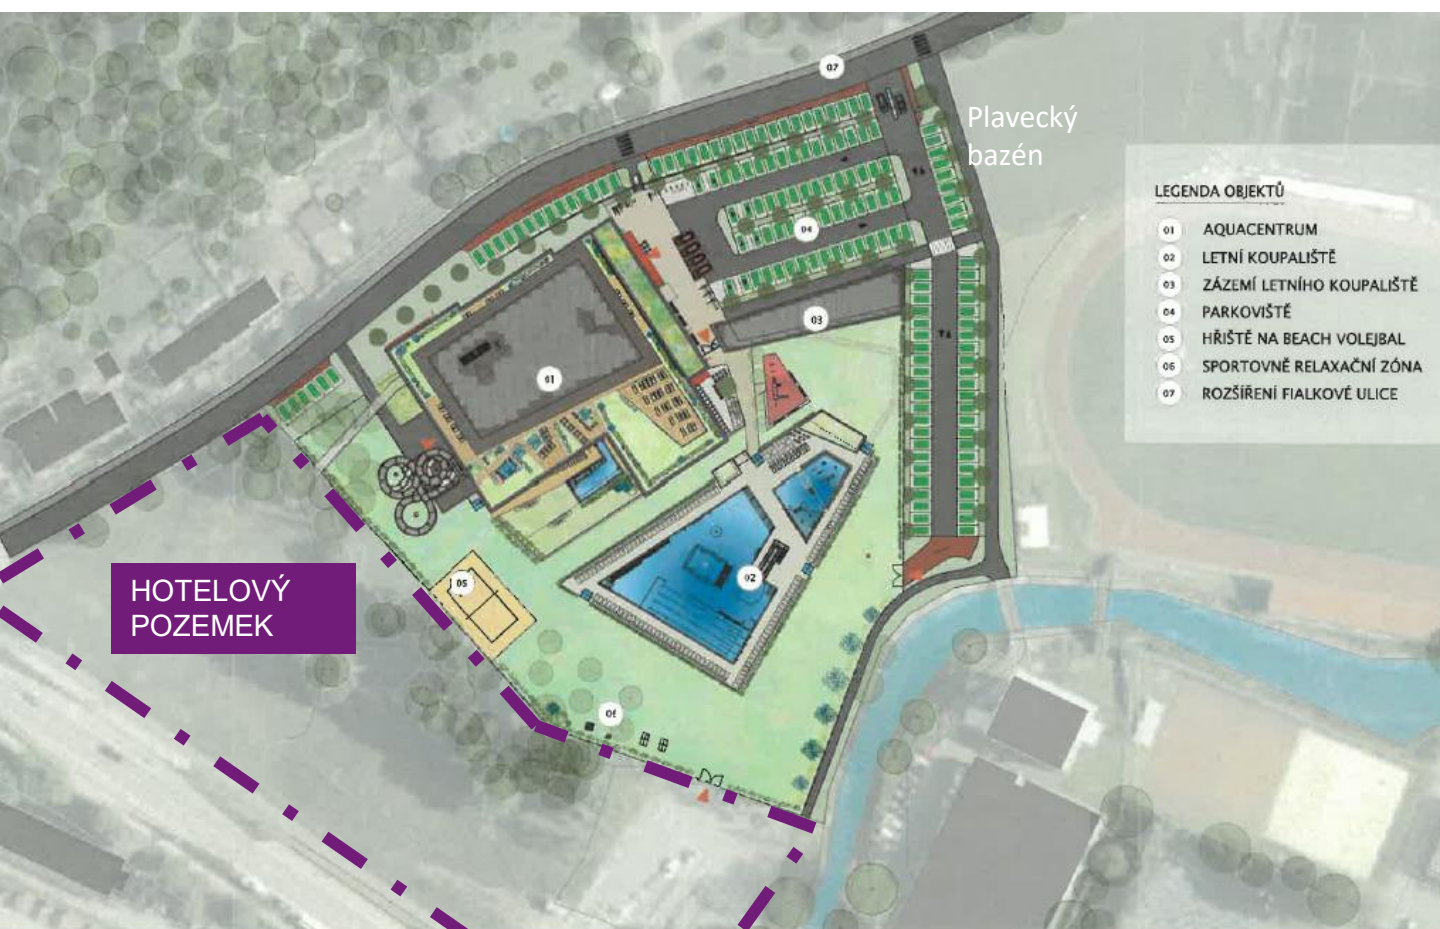 07
Plavecký
bazén
LEGENDA OBJEKTŮ
01 AQUACENTRUM
02 LETNÍ KOUPALIŠTĚ
03 ZÁZEMÍ LETNÍHO KOUPALIŠTĚ
04 PARKOVIŠTĚ
05 HŘIŠTĚ NA BEACH VOLEJBAL
06 SPORTOVNĚ RELAXAČNÍ ZÓNA
07 ROZŠÍŘENÍ FIALKOVÉ ULICE
04
03
01
02
05
HOTELOVÝ
POZEMEK
06